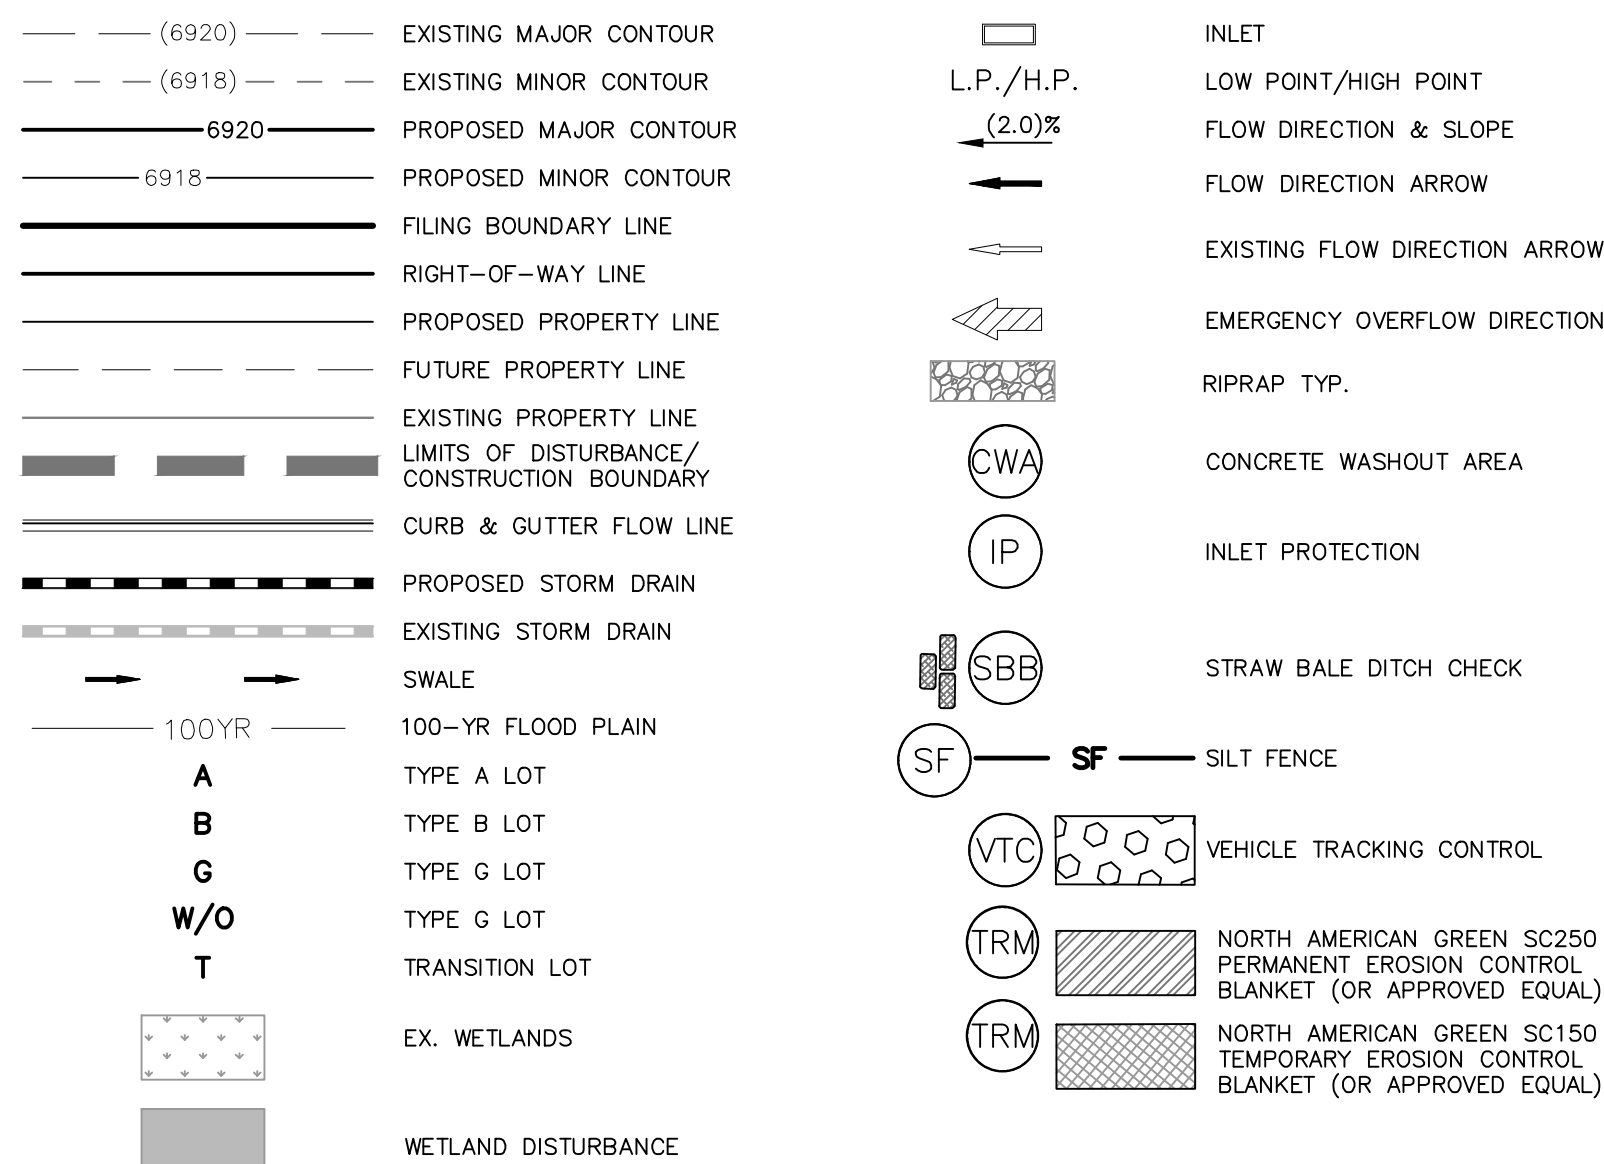 (6920) EXISTING MAJOR CONTOUR
(6918) EXISTING MINOR CONTOUR
6920 PROPOSED MAJOR CONTOUR
6918 PROPOSED MINOR CONTOUR
FILING BOUNDARY LINE
RIGHT-OF-WAY LINE
PROPOSED PROPERTY LINE
FUTURE PROPERTY LINE
EXISTING PROPERTY LINE
LIMITS OF DISTURBANCE/
CONSTRUCTION BOUNDARY
CURB & GUTTER FLOW LINE
PROPOSED STORM DRAIN
EXISTING STORM DRAIN
SWALE
100YR 100-YR FLOOD PLAIN
A TYPE A LOT
B TYPE B LOT
G TYPE G LOT
W/O TYPE G LOT
T TRANSITION LOT
EX. WETLANDS
WETLAND DISTURBANCE
INLET
L.P./H.P. LOW POINT/HIGH POINT
(2.0)% FLOW DIRECTION & SLOPE
FLOW DIRECTION ARROW
EXISTING FLOW DIRECTION ARROW
EMERGENCY OVERFLOW DIRECTION
RIPRAP TYP.
CWA CONCRETE WASHOUT AREA
IP INLET PROTECTION
SBB STRAW BALE DITCH CHECK
SF SF SILT FENCE
VTC VEHICLE TRACKING CONTROL
TRM NORTH AMERICAN GREEN SC250
PERMANENT EROSION CONTROL
BLANKET (OR APPROVED EQUAL)
TRM NORTH AMERICAN GREEN SC150
TEMPORARY EROSION CONTROL
BLANKET (OR APPROVED EQUAL)